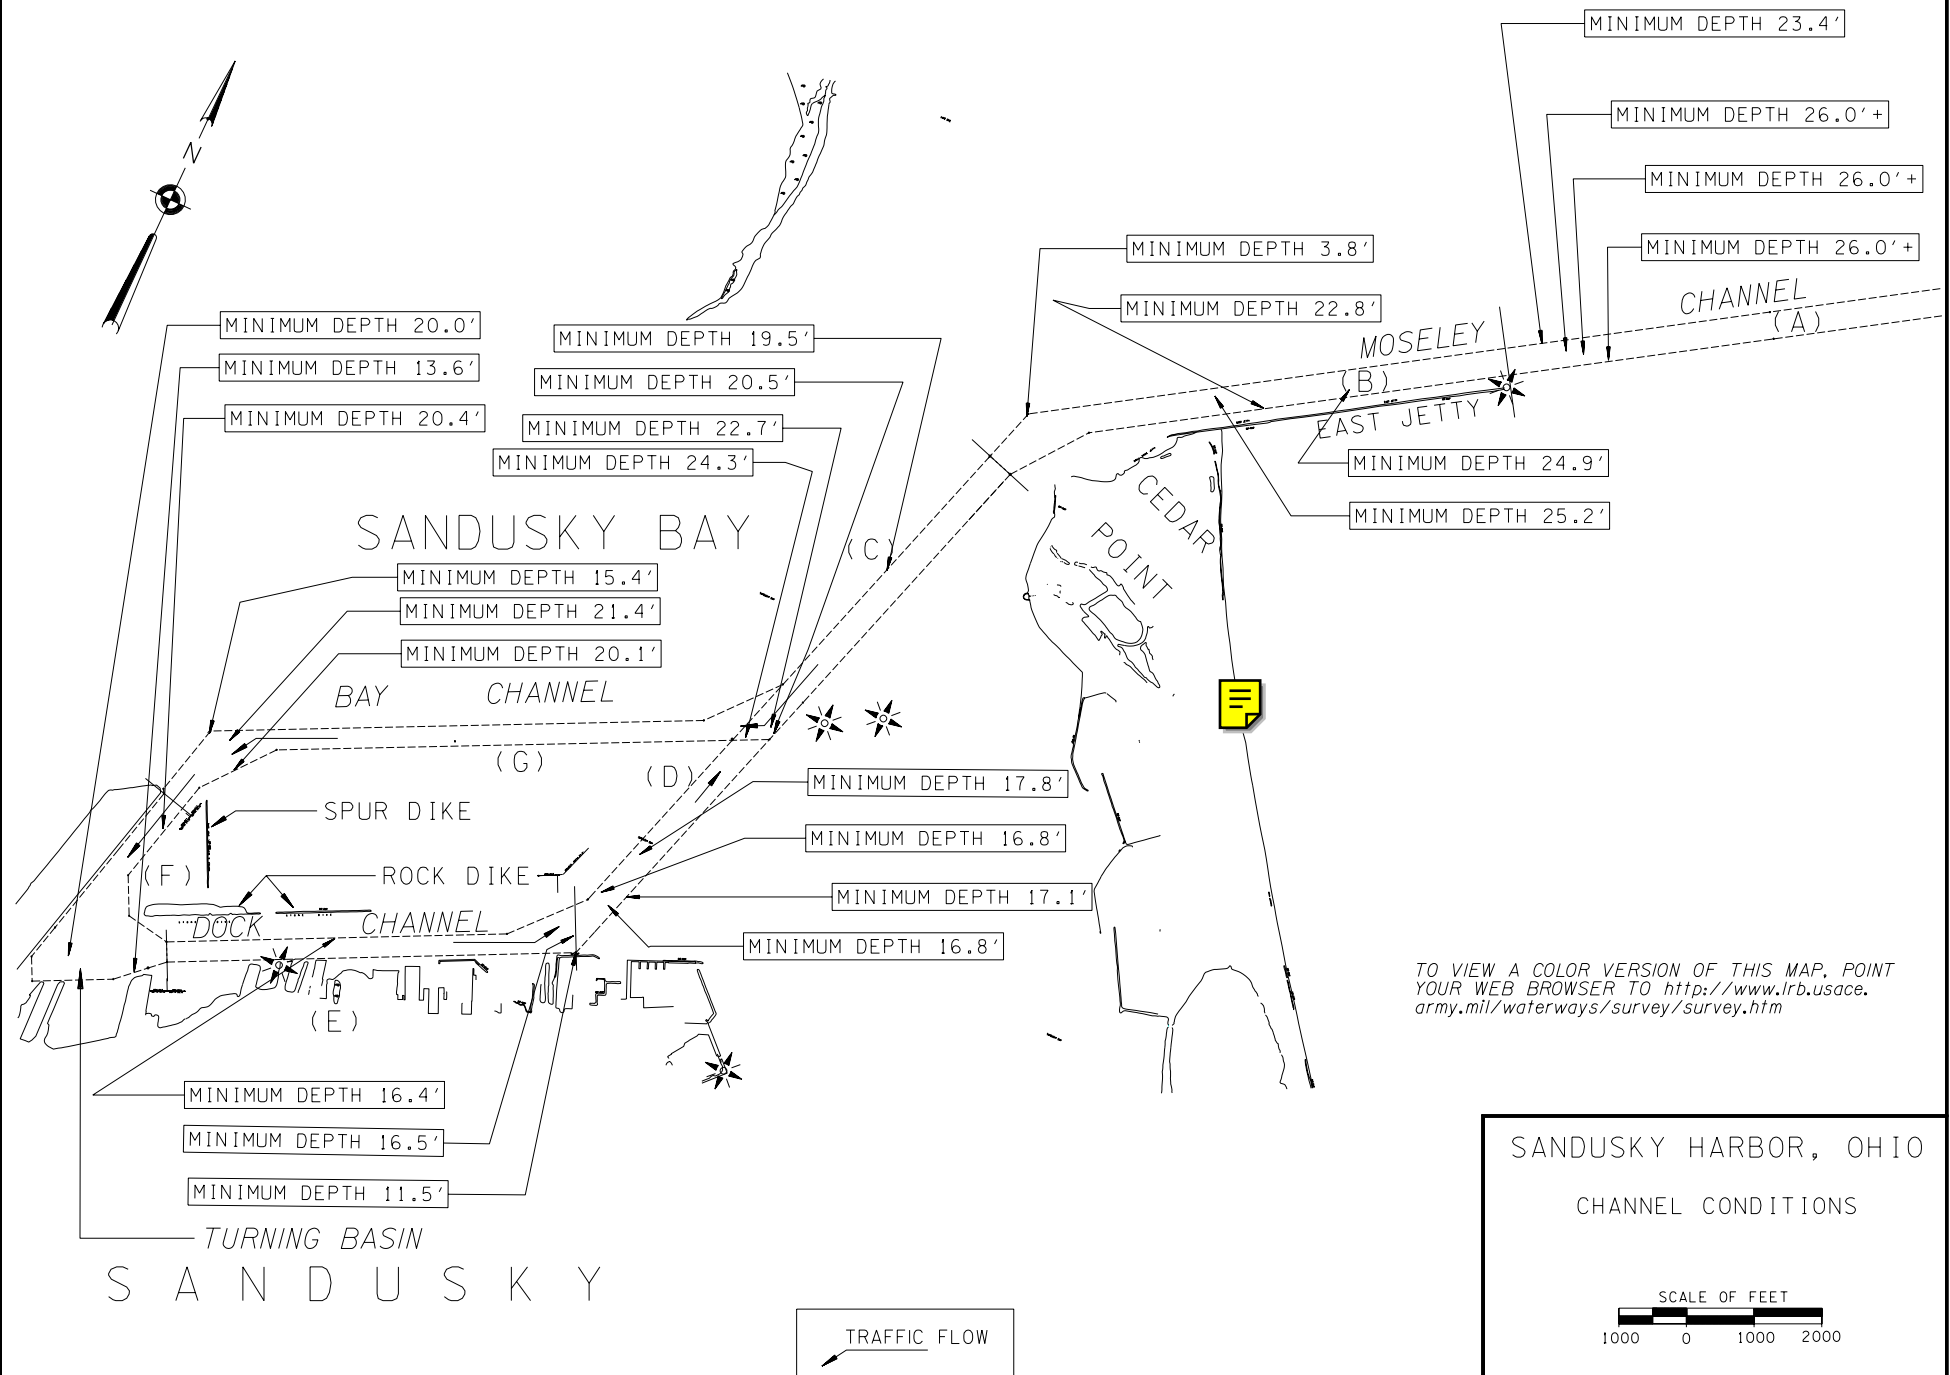 MINIMUM DEPTH 23.4'
MINIMUM DEPTH 26.0'+
MINIMUM DEPTH 26.0'+
MINIMUM DEPTH 26.0'+
N
MINIMUM DEPTH 3.8'
MINIMUM DEPTH 22.8'
CHANNEL
(A)
MOSELEY
(B)
EAST JETTY
MINIMUM DEPTH 20.0'
MINIMUM DEPTH 13.6'
MINIMUM DEPTH 20.4'
MINIMUM DEPTH 19.5'
MINIMUM DEPTH 20.5'
MINIMUM DEPTH 22.7'
MINIMUM DEPTH 24.3'
MINIMUM DEPTH 24.9'
MINIMUM DEPTH 25.2'
CEDAR
POINT
SANDUSKY BAY
(C)
MINIMUM DEPTH 15.4'
MINIMUM DEPTH 21.4'
MINIMUM DEPTH 20.1'
BAY CHANNEL
(G)
(D)
MINIMUM DEPTH 17.8'
SPUR DIKE
MINIMUM DEPTH 16.8'
(F)
ROCK DIKE
MINIMUM DEPTH 17.1'
DOCK CHANNEL
MINIMUM DEPTH 16.8'
(E)
TO VIEW A COLOR VERSION OF THIS MAP, POINT
YOUR WEB BROWSER TO http://www.lrb.usace.
army.mil/waterways/survey/survey.htm
MINIMUM DEPTH 16.4'
MINIMUM DEPTH 16.5'
MINIMUM DEPTH 11.5'
TURNING BASIN
SANDUSKY
SANDUSKY HARBOR, OHIO
CHANNEL CONDITIONS
SCALE OF FEET
1000 0 1000 2000
TRAFFIC FLOW